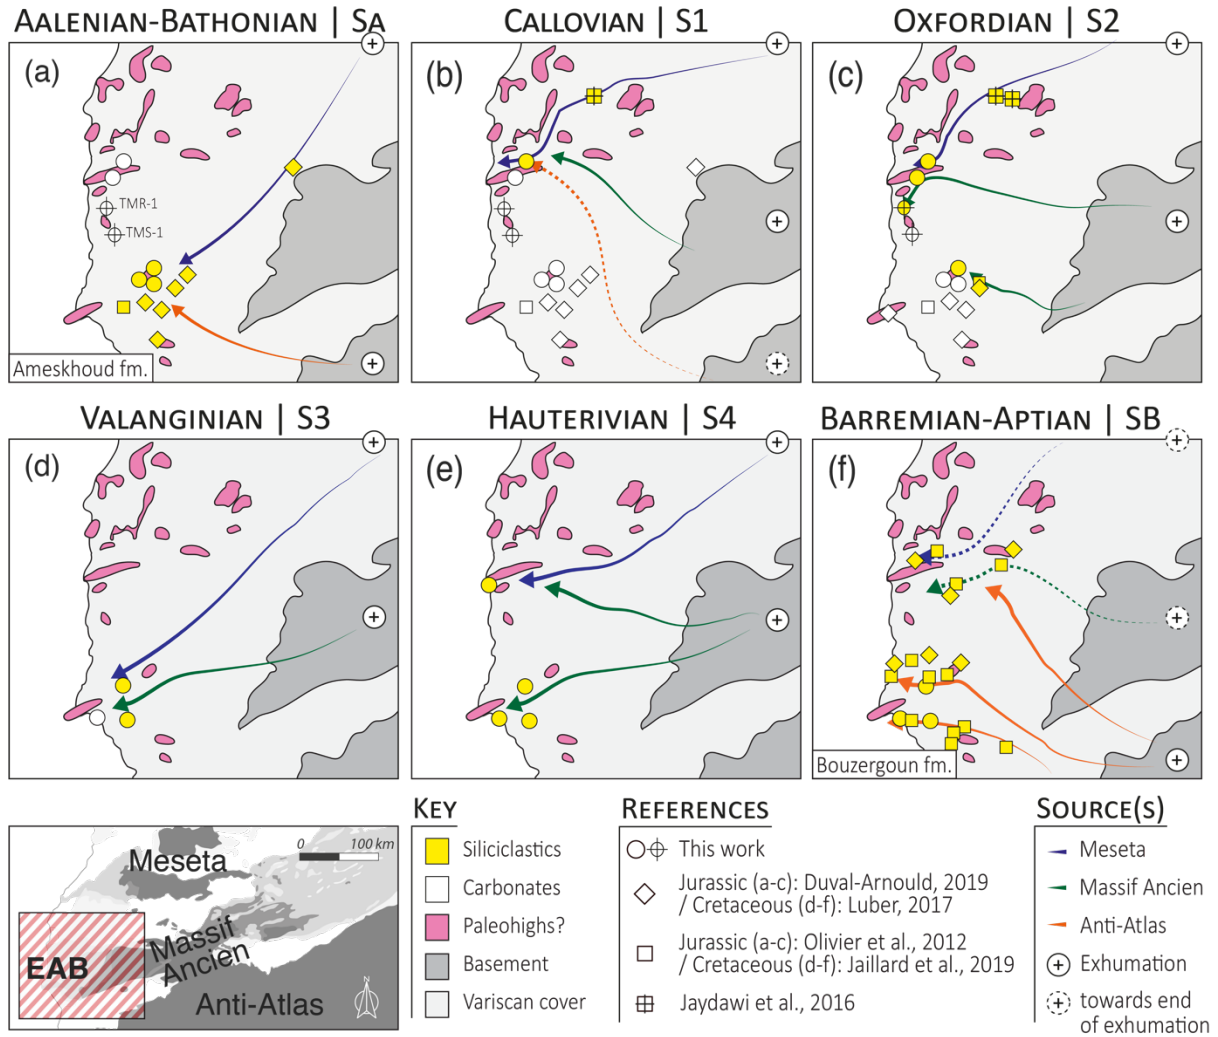 AALENIAN-BATHONIAN | SA
CALLOVIAN | S1
OXFORDIAN | S2
(a)
(b)
(c)
TMR-1
TMS-1
Ameskhoud fm.
VALANGINIAN | S3
HAUTERIVIAN | S4
BARREMIAN-APTIAN | SB
(d)
(e)
(f)
Bouzergoun fm.
0 100 km
Meseta
Massif
Ancien
EAB
Anti-Atlas
N
KEY
Siliciclastics
Carbonates
Paleohighs?
Basement
Variscan cover
REFERENCES
This work
Jurassic (a-c): Duval-Arnould, 2019
/ Cretaceous (d-f): Luber, 2017
Jurassic (a-c): Olivier et al., 2012
/ Cretaceous (d-f): Jaillard et al., 2019
Jaydawi et al., 2016
SOURCE(S)
Meseta
Massif Ancien
Anti-Atlas
Exhumation
towards end
of exhumation